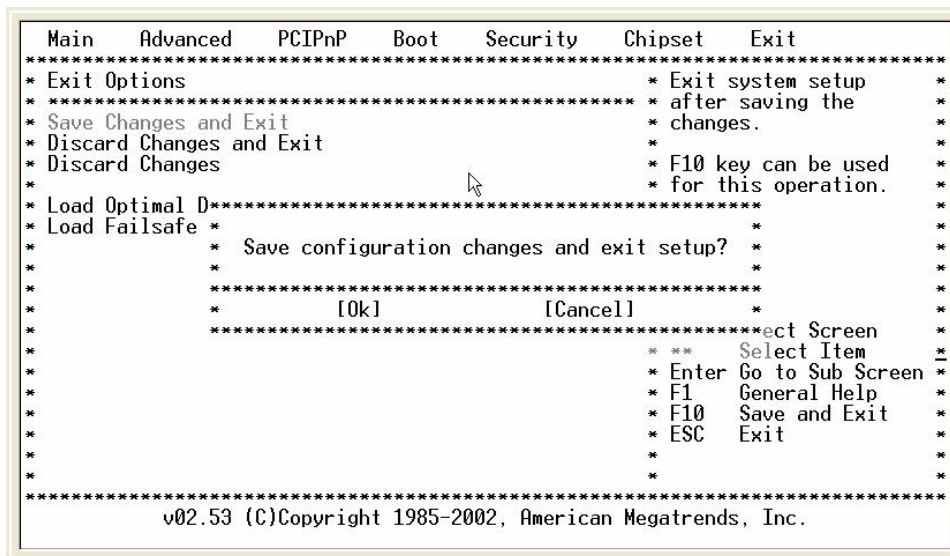 Main Advanced PCIPnP Boot Security Chipset Exit
********************************************************************************
* Exit Options * Exit system setup *
* *************************************************** * after saving the *
* Save Changes and Exit * changes. *
* Discard Changes and Exit * *
* Discard Changes * F10 key can be used *
* * for this operation. *
* Load Optimal D************************************************ *
* Load Failsafe * * *
* * Save configuration changes and exit setup? * *
* * * *
* ************************************************ *
* * [Ok] [Cancel] * *
* ************************************************ect Screen *
* * ** Select Item *
* * Enter Go to Sub Screen *
* * F1 General Help *
* * F10 Save and Exit *
* * ESC Exit *
* * *
* * *
********************************************************************************
v02.53 (C)Copyright 1985-2002, American Megatrends, Inc.